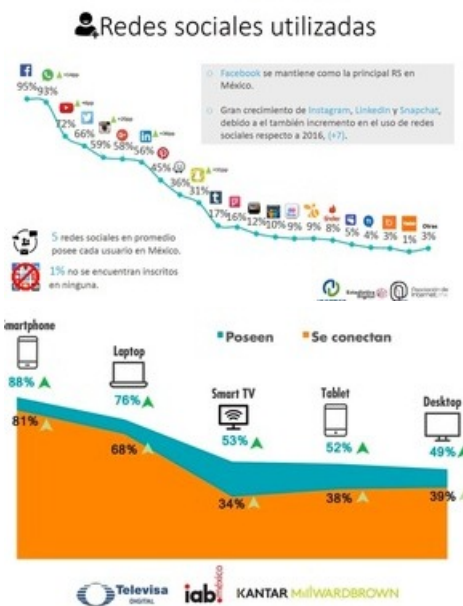 Redes sociales utilizadas
95% 93%
72%
66%
59% 58% 56%
45%
36%
31%
17% 16%
12% 10% 9% 9% 8% 5% 4% 3% 1% 3%
Otras
Facebook se mantiene como la principal RS en
México.
Gran crecimiento de Instagram, LinkedIn y Snapchat,
debido a el también incremento en el uso de redes
sociales respecto a 2016, (+7).
5 redes sociales en promedio
posee cada usuario en México.
1% no se encuentran inscritos
en ninguna.
Asociación de
Internet.mx
Poseen Se conectan
Smartphone
88%
81%
Laptop
76%
68%
Smart TV
53%
34%
Tablet
52%
38%
Desktop
49%
39%
Televisa
DIGITAL
iab.
méxico
KANTAR MILLWARDBROWN